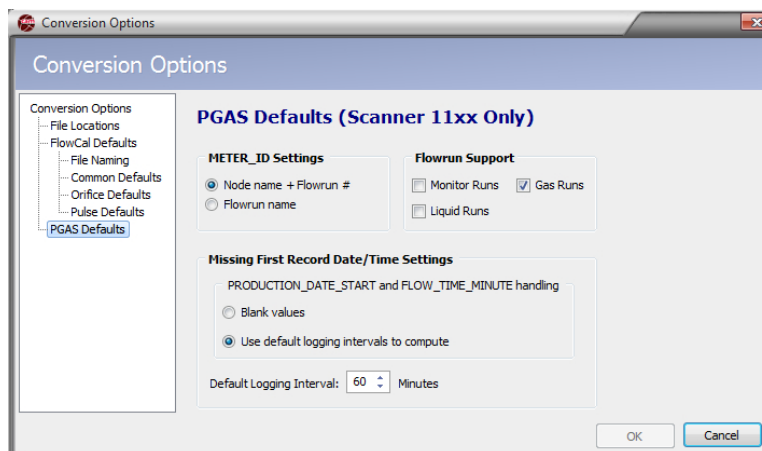 Conversion Options
Conversion Options
Conversion Options
File Locations
FlowCal Defaults
File Naming
Common Defaults
Orifice Defaults
Pulse Defaults
PGAS Defaults
PGAS Defaults (Scanner 11xx Only)
METER_ID Settings
Node name + Flowrun #
Flowrun name
Flowrun Support
Monitor Runs Gas Runs
Liquid Runs
Missing First Record Date/Time Settings
PRODUCTION_DATE_START and FLOW_TIME_MINUTE handling
Blank values
Use default logging intervals to compute
Default Logging Interval: 60 Minutes
OK Cancel